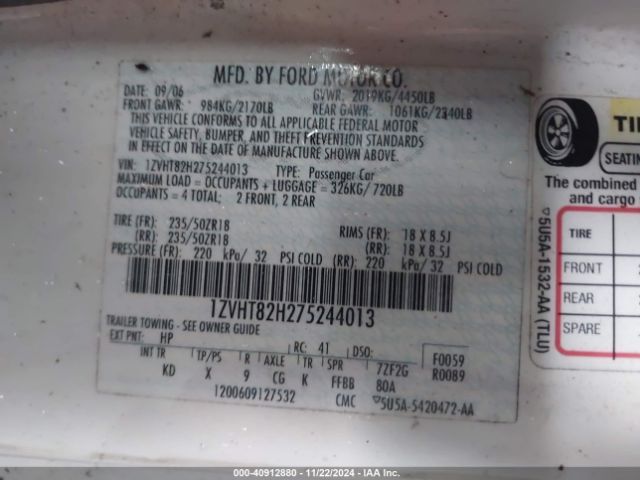 MFD. BY FORD MOTOR CO.
DATE: 09/06 GVWR: 2019KG/4450LB
FRONT GAWR: 984KG/2170LB REAR GAWR: 1061KG/2340LB
THIS VEHICLE CONFORMS TO ALL APPLICABLE FEDERAL MOTOR
VEHICLE SAFETY, BUMPER, AND THEFT PREVENTION STANDARDS
IN EFFECT ON THE DATE OF MANUFACTURE SHOWN ABOVE.
VIN: 1ZVHT82H275244013 TYPE: Passenger Car
MAXIMUM LOAD = OCCUPANTS + LUGGAGE = 326KG/ 720LB
OCCUPANTS = 4 TOTAL: 2 FRONT, 2 REAR
TIRE (FR): 235/50ZR18 RIMS (FR): 18 X 8.5J
(RR): 235/50ZR18 (RR): 18 X 8.5J
PRESSURE (FR): 220 kPa/ 32 PSI COLD (RR): 220 kPa/ 32 PSI COLD
1ZVHT82H275244013
TRAILER TOWING - SEE OWNER GUIDE
EXT PNT: HP RC: 41 DSO: F0059
INT TR TP/PS R AXLE TR SPR 7ZF2G R0089
KD X 9 CG K FFBB 80A
1200609127532 CMC ▽5U5A-5420472-AA
TIRE
SEATING
The combined
and cargo
TIRE
FRONT
REAR
SPARE
▽5U5A-1532-AA (TLU)
000-40912880 - 11/22/2024 - IAA Inc.